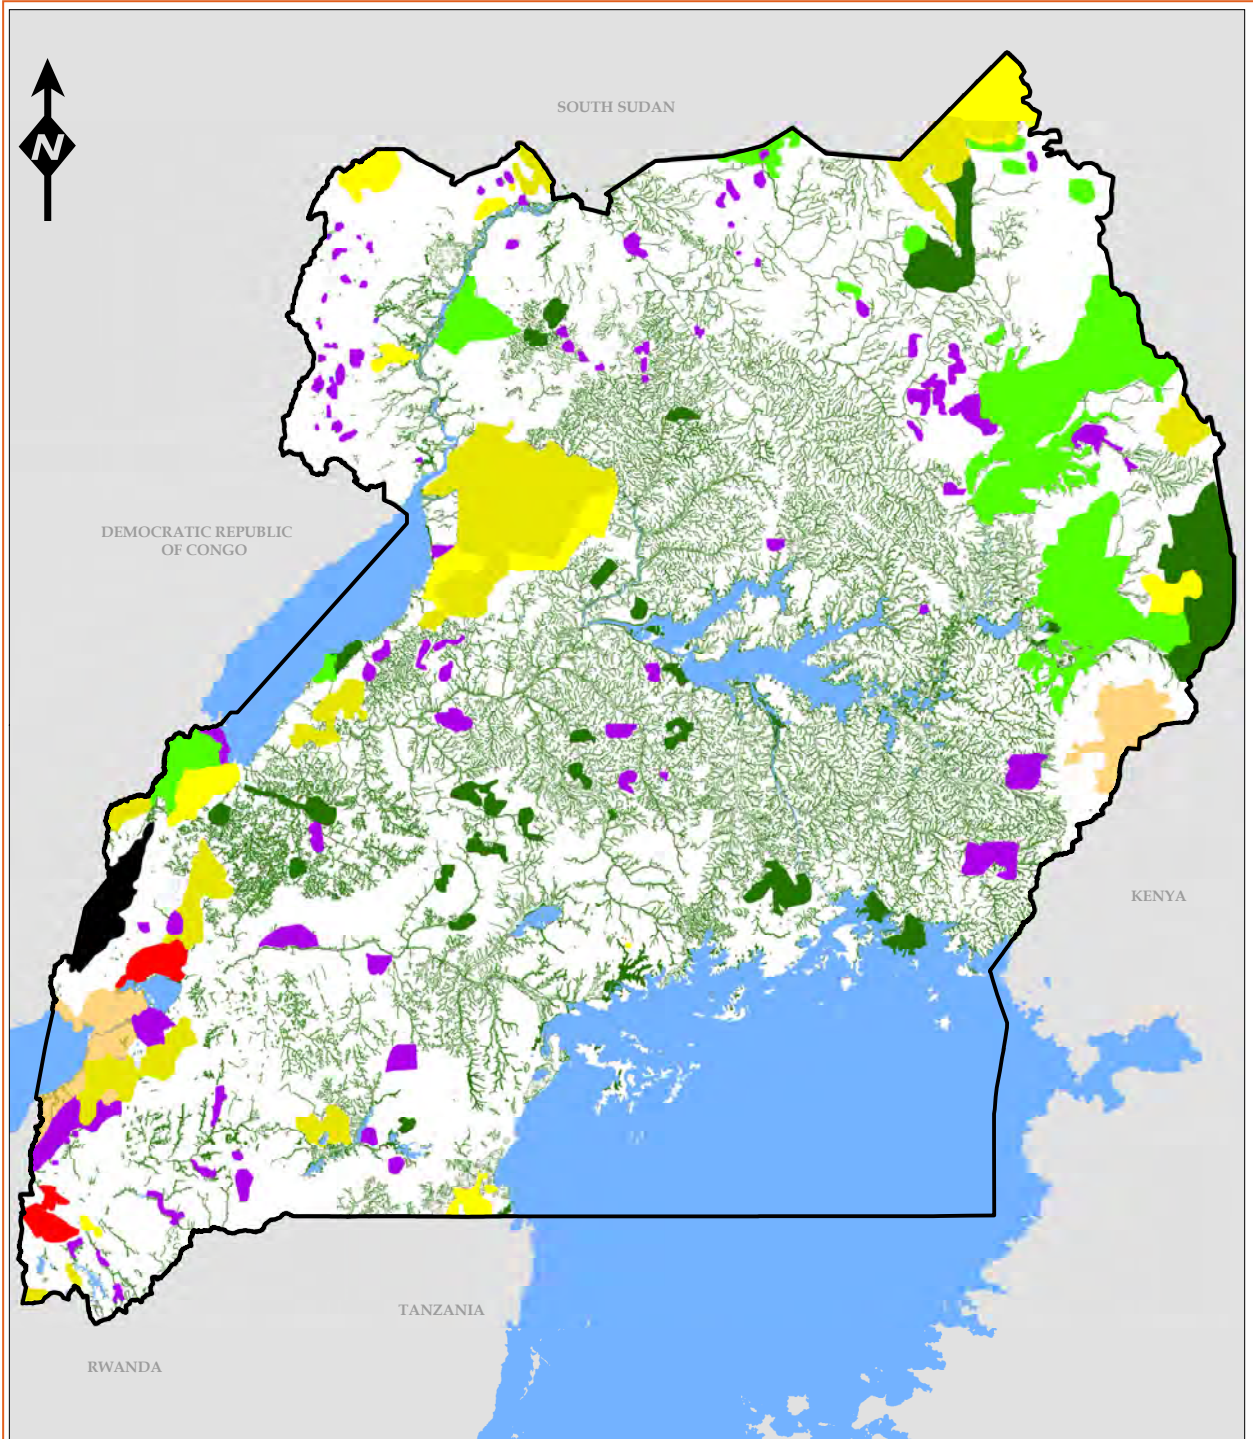 SOUTH SUDAN
N
DEMOCRATIC REPUBLIC
OF CONGO
KENYA
TANZANIA
RWANDA